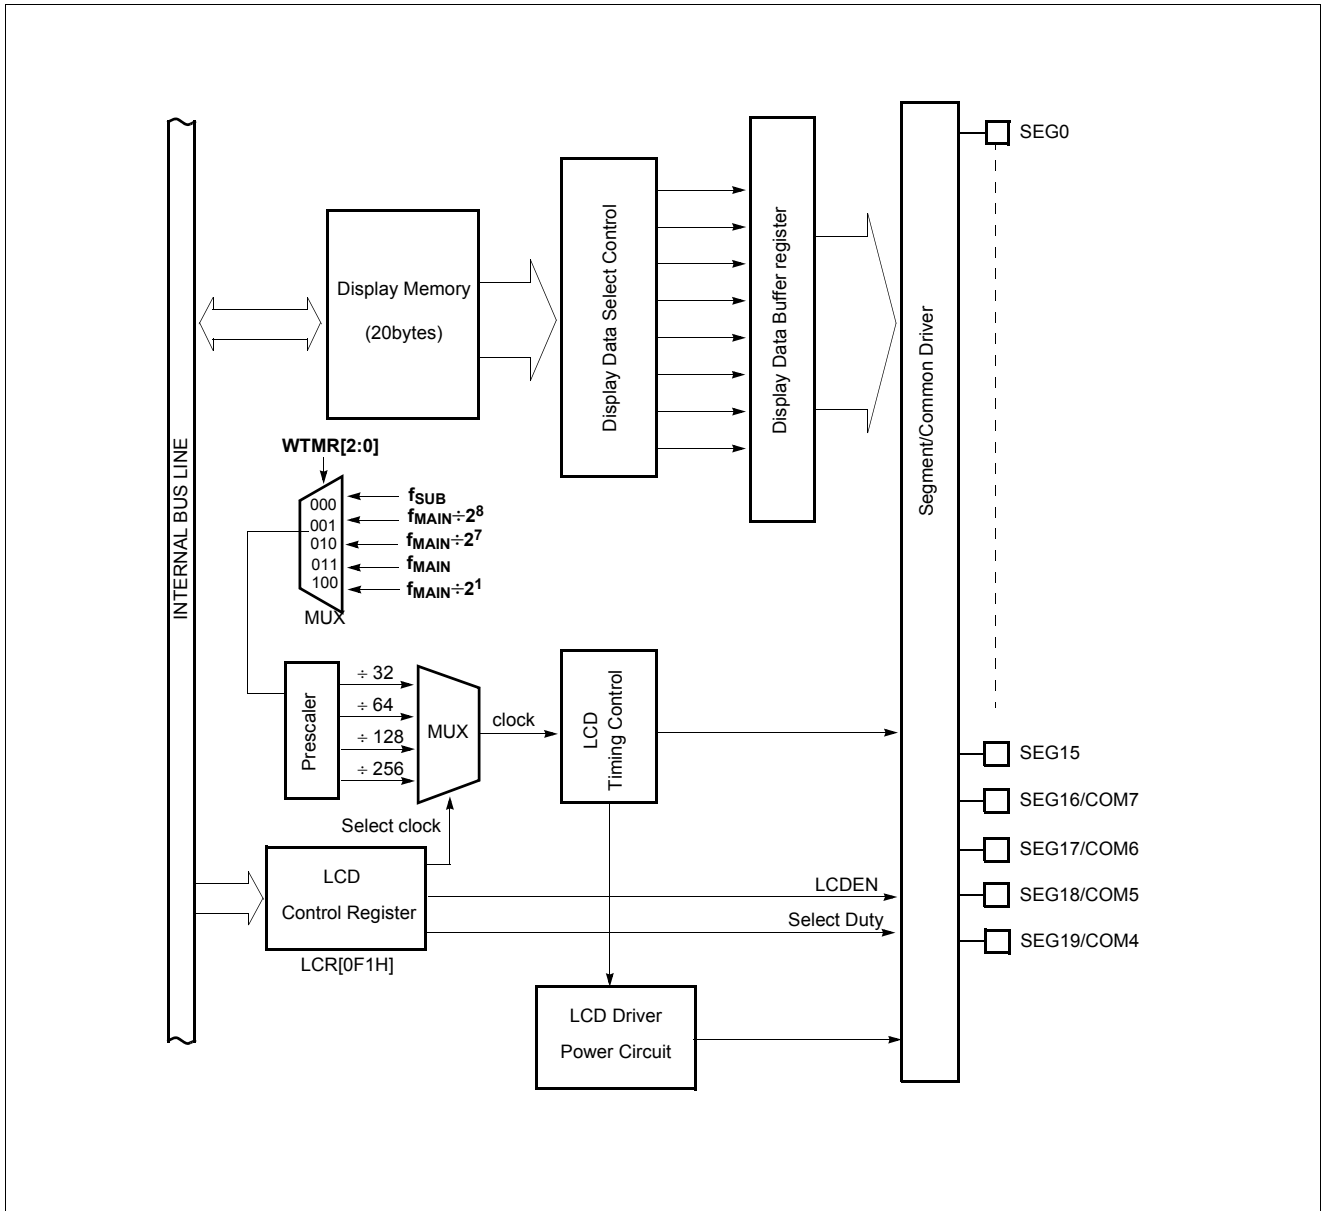 SEG0
Display Memory
(20bytes)
Display Data Select Control
Display Data Buffer register
Segment/Common Driver
INTERNAL BUS LINE
WTMR[2:0]
000
001
010
011
100
MUX
fSUB
fMAIN÷2⁸
fMAIN÷2⁷
fMAIN
fMAIN÷2¹
Prescaler
÷ 32
÷ 64
÷ 128
÷ 256
MUX
clock
LCD
Timing Control
Select clock
LCD
Control Register
LCR[0F1H]
LCDEN
Select Duty
LCD Driver
Power Circuit
SEG15
SEG16/COM7
SEG17/COM6
SEG18/COM5
SEG19/COM4